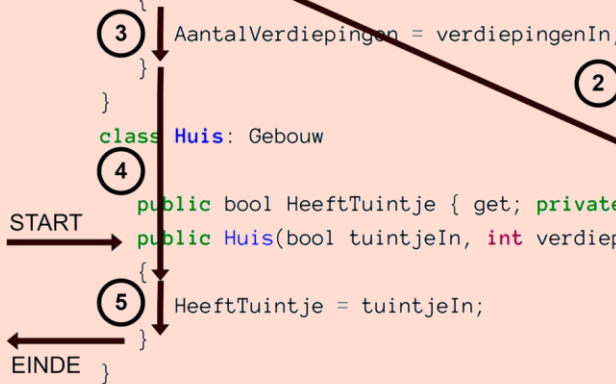 {
3 AantalVerdiepingen = verdiepingenIn;
}
2
}
class Huis: Gebouw
4
public bool HeeftTuintje { get; private
START
public Huis(bool tuintjeIn, int verdiep
{
5 HeeftTuintje = tuintjeIn;
}
EINDE
}